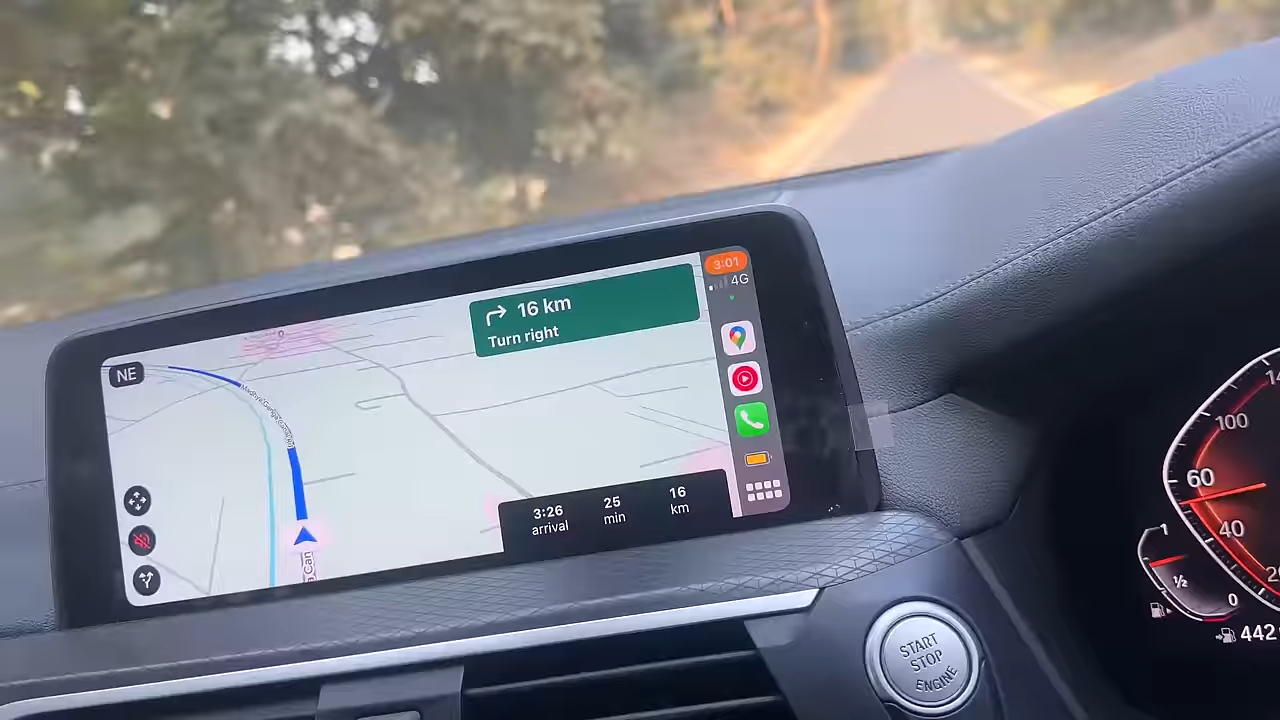 16 km
Turn right
3:01
4G
NE
3:26
arrival
25
min
16
km
START
STOP
ENGINE
100
60
40
1
½
0